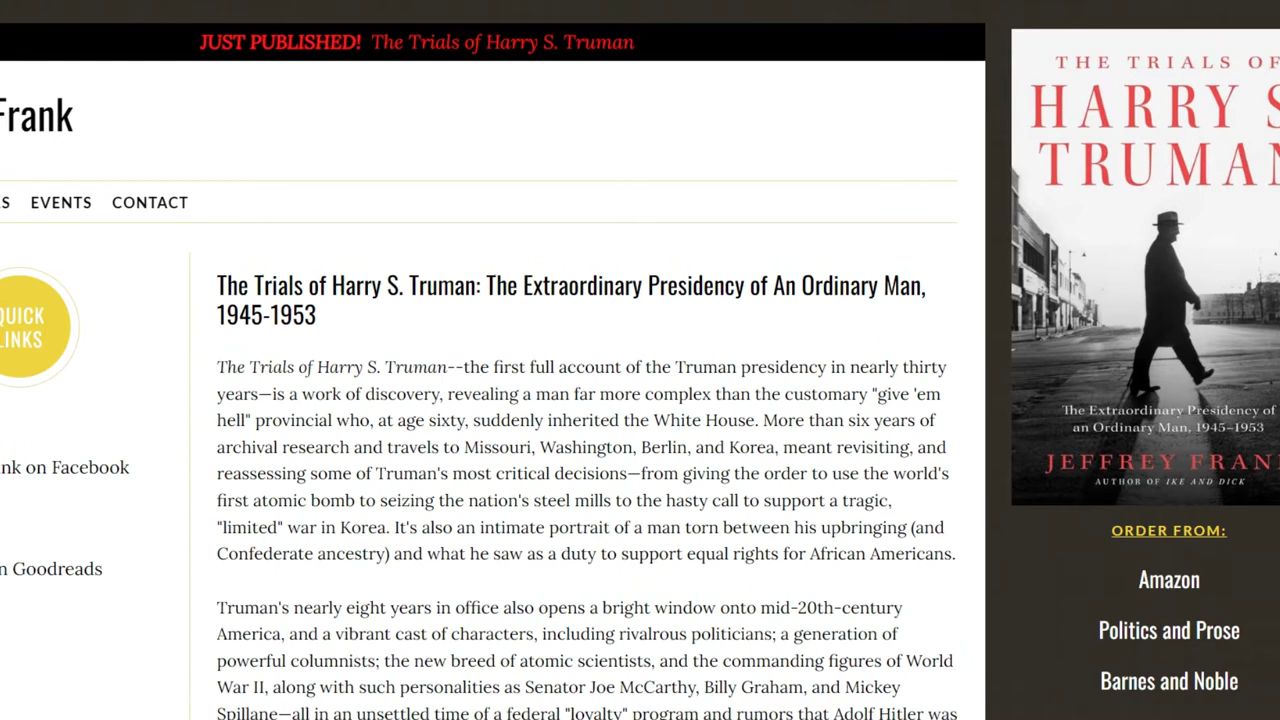 JUST PUBLISHED! The Trials of Harry S. Truman
Frank
S EVENTS CONTACT
QUICK
LINKS
nk on Facebook
n Goodreads
The Trials of Harry S. Truman: The Extraordinary Presidency of An Ordinary Man,
1945-1953
The Trials of Harry S. Truman--the first full account of the Truman presidency in nearly thirty
years—is a work of discovery, revealing a man far more complex than the customary "give 'em
hell" provincial who, at age sixty, suddenly inherited the White House. More than six years of
archival research and travels to Missouri, Washington, Berlin, and Korea, meant revisiting, and
reassessing some of Truman's most critical decisions—from giving the order to use the world's
first atomic bomb to seizing the nation's steel mills to the hasty call to support a tragic,
"limited" war in Korea. It's also an intimate portrait of a man torn between his upbringing (and
Confederate ancestry) and what he saw as a duty to support equal rights for African Americans.
Truman's nearly eight years in office also opens a bright window onto mid-20th-century
America, and a vibrant cast of characters, including rivalrous politicians; a generation of
powerful columnists; the new breed of atomic scientists, and the commanding figures of World
War II, along with such personalities as Senator Joe McCarthy, Billy Graham, and Mickey
Spillane—all in an unsettled time of a federal "loyalty" program and rumors that Adolf Hitler was
THE TRIALS OF
HARRY S
TRUMAN
The Extraordinary Presidency of
an Ordinary Man, 1945–1953
JEFFREY FRANK
AUTHOR OF IKE AND DICK
ORDER FROM:
Amazon
Politics and Prose
Barnes and Noble